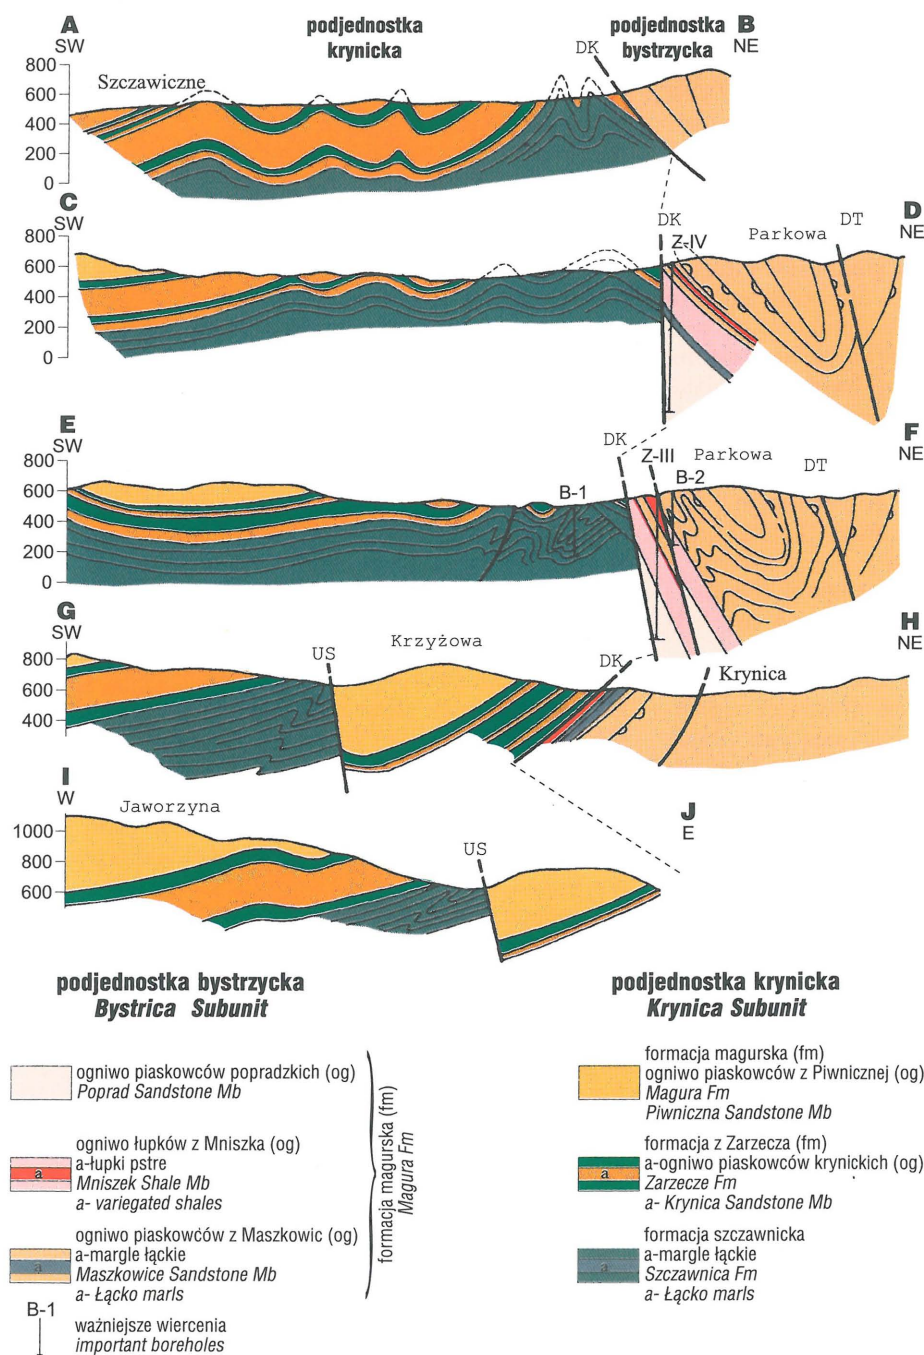 A
SW
podjednostka
krynicka
podjednostka
bystrzycka
B
NE
DK
Szczawiczne
800
600
400
200
0
C
SW
D
NE
DK
Z-IV
Parkowa
DT
800
600
400
200
0
E
SW
F
NE
DK
Z-III
Parkowa
DT
B-1
B-2
800
600
400
200
0
G
SW
H
NE
US
Krzyżowa
DK
Krynica
800
600
400
I
W
J
E
Jaworzyna
US
1000
800
600
podjednostka bystrzycka
Bystrica Subunit
ogniwo piaskowców popradzkich (og)
Poprad Sandstone Mb
ogniwo łupków z Mniszka (og)
a-łupki pstre
a
Mniszek Shale Mb
a- variegated shales
ogniwo piaskowców z Maszkowic (og)
a-margle łąckie
a
Maszkowice Sandstone Mb
a- Łącko marls
formacja magurska (fm)
Magura Fm
B-1
ważniejsze wiercenia
important boreholes
podjednostka krynicka
Krynica Subunit
formacja magurska (fm)
ogniwo piaskowców z Piwnicznej (og)
Magura Fm
Piwniczna Sandstone Mb
formacja z Zarzecza (fm)
a-ogniwo piaskowców krynickich (og)
a
Zarzecze Fm
a- Krynica Sandstone Mb
formacja szczawnicka
a-margle łąckie
a
Szczawnica Fm
a- Łącko marls